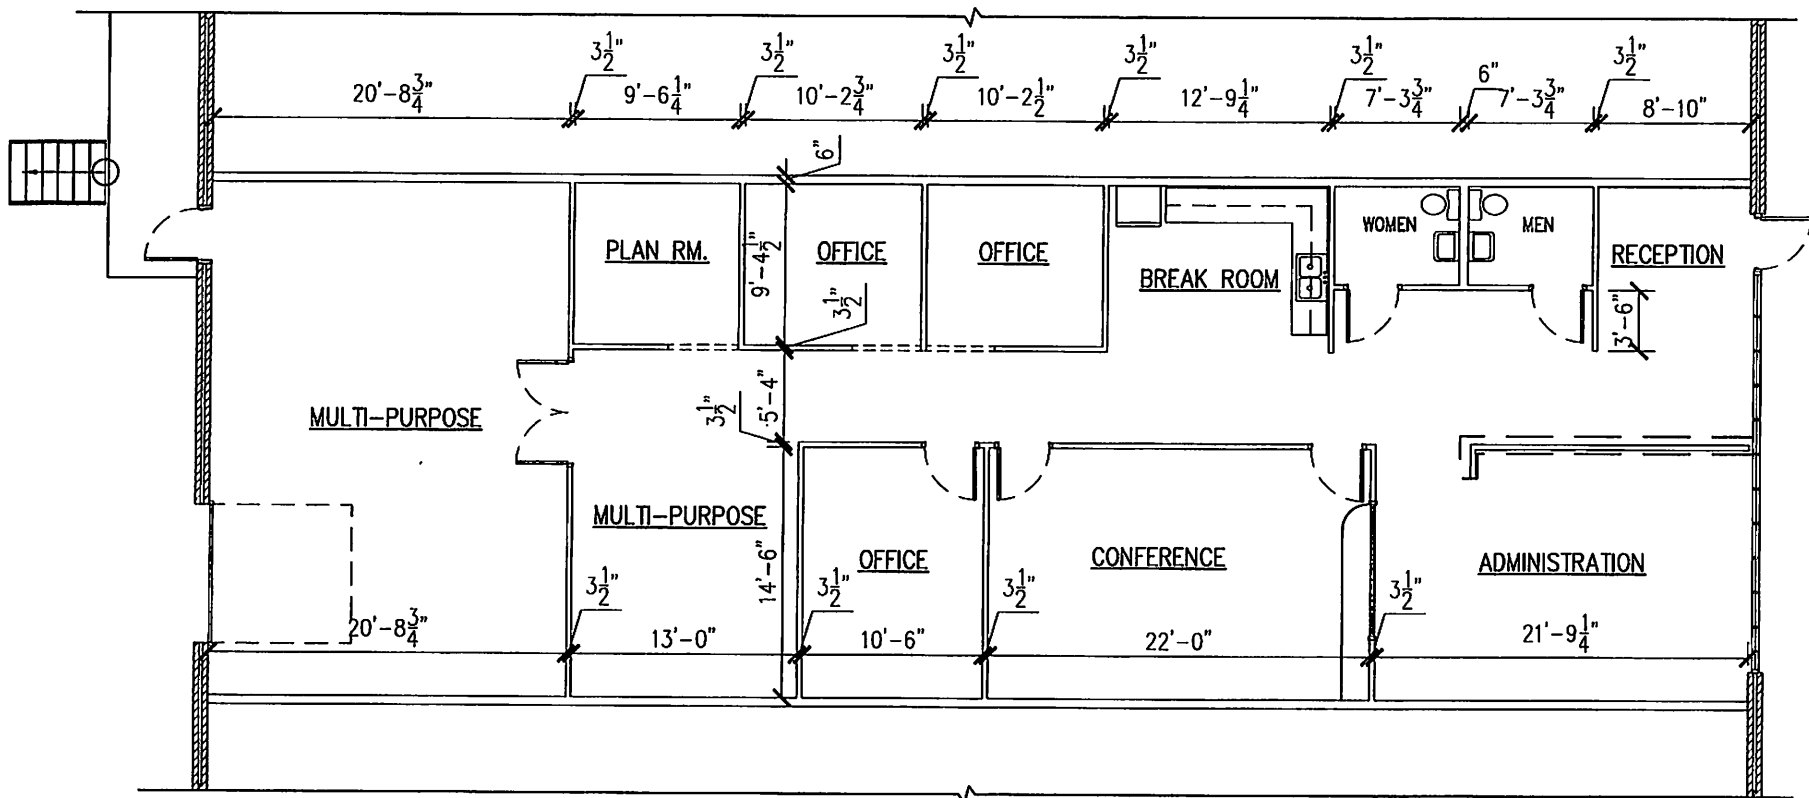 3 1/2" 3 1/2" 3 1/2" 3 1/2" 3 1/2" 6" 3 1/2"
20'-8 3/4" 9'-6 1/4" 10'-2 3/4" 10'-2 1/2" 12'-9 1/4" 7'-3 3/4" 7'-3 3/4" 8'-10"
6"
WOMEN MEN
PLAN RM. 9'-4 1/2" OFFICE OFFICE BREAK ROOM RECEPTION
3 1/2" 3'-6"
MULTI-PURPOSE 3 1/2" 5'-4"
MULTI-PURPOSE
OFFICE CONFERENCE ADMINISTRATION
3 1/2" 14'-6" 3 1/2" 3 1/2" 3 1/2"
20'-8 3/4" 13'-0" 10'-6" 22'-0" 21'-9 1/4"